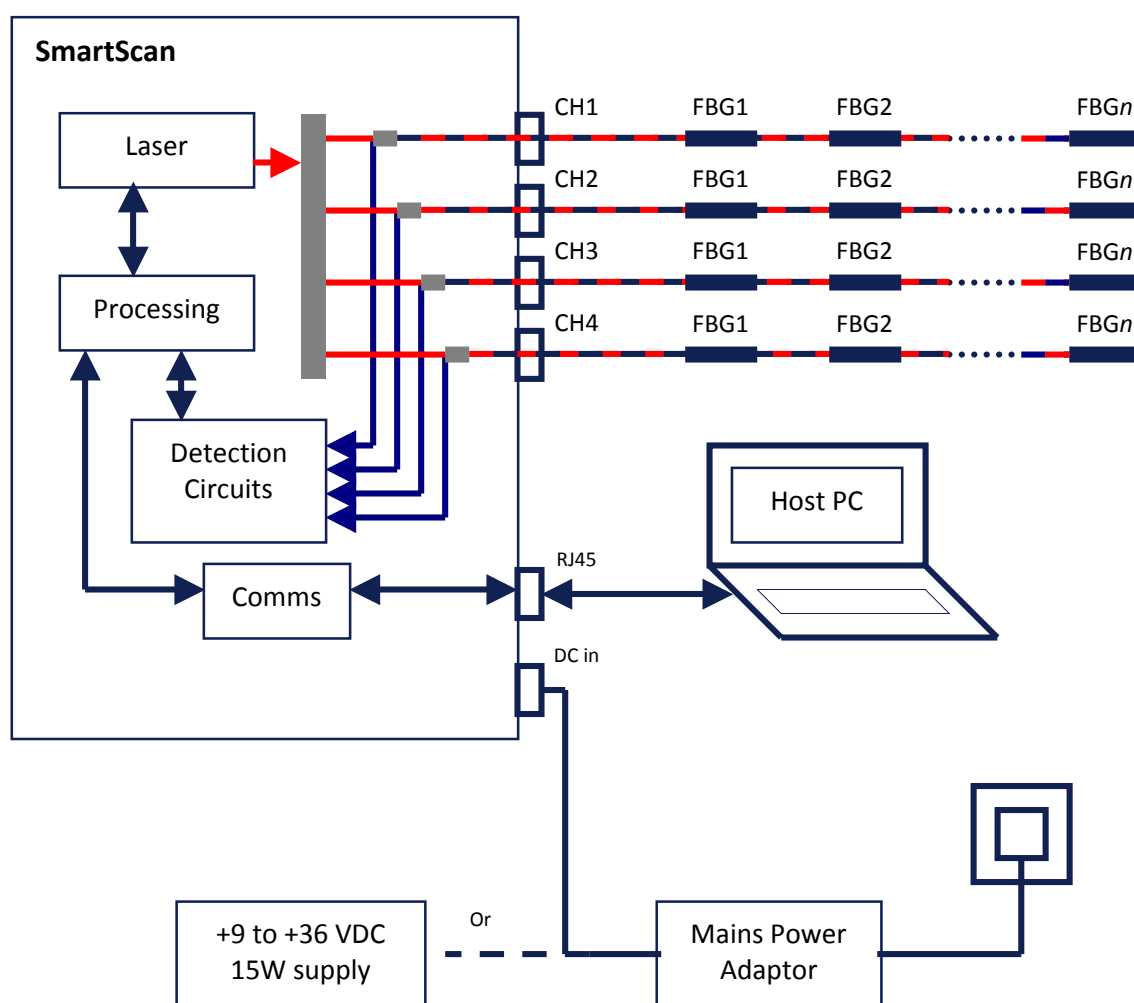 SmartScan
CH1 FBG1 FBG2 FBGn
Laser
CH2 FBG1 FBG2 FBGn
CH3 FBG1 FBG2 FBGn
Processing
CH4 FBG1 FBG2 FBGn
Detection
Circuits
Host PC
RJ45
Comms
DC in
+9 to +36 VDC
15W supply
Or
Mains Power
Adaptor